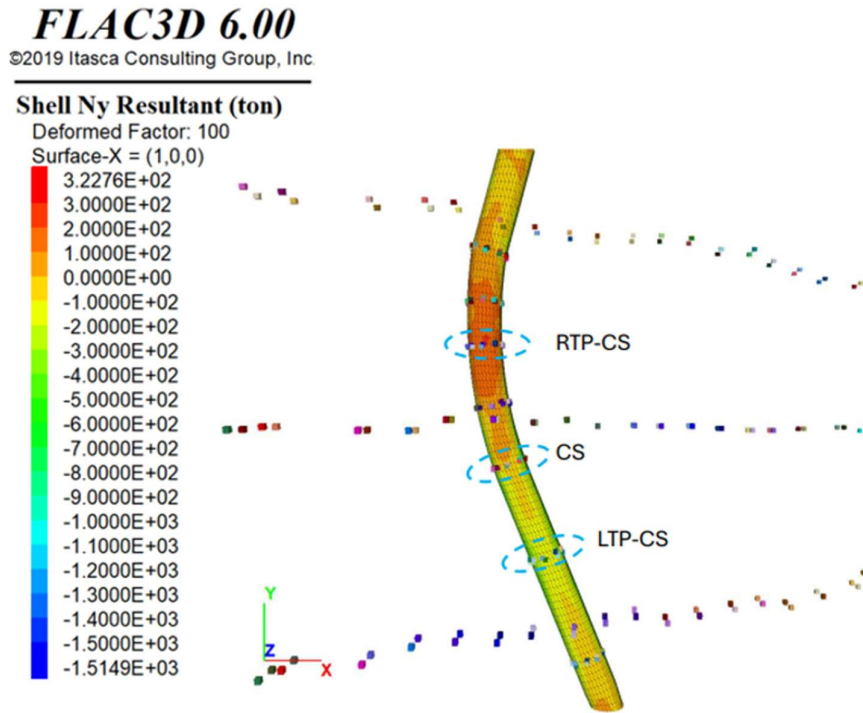 FLAC3D 6.00
©2019 Itasca Consulting Group, Inc.
Shell Ny Resultant (ton)
Deformed Factor: 100
Surface-X = (1,0,0)
3.2276E+02
3.0000E+02
2.0000E+02
1.0000E+02
0.0000E+00
-1.0000E+02
-2.0000E+02
-3.0000E+02
-4.0000E+02
-5.0000E+02
-6.0000E+02
-7.0000E+02
-8.0000E+02
-9.0000E+02
-1.0000E+03
-1.1000E+03
-1.2000E+03
-1.3000E+03
-1.4000E+03
-1.5000E+03
-1.5149E+03
RTP-CS
CS
LTP-CS
Y
Z
X